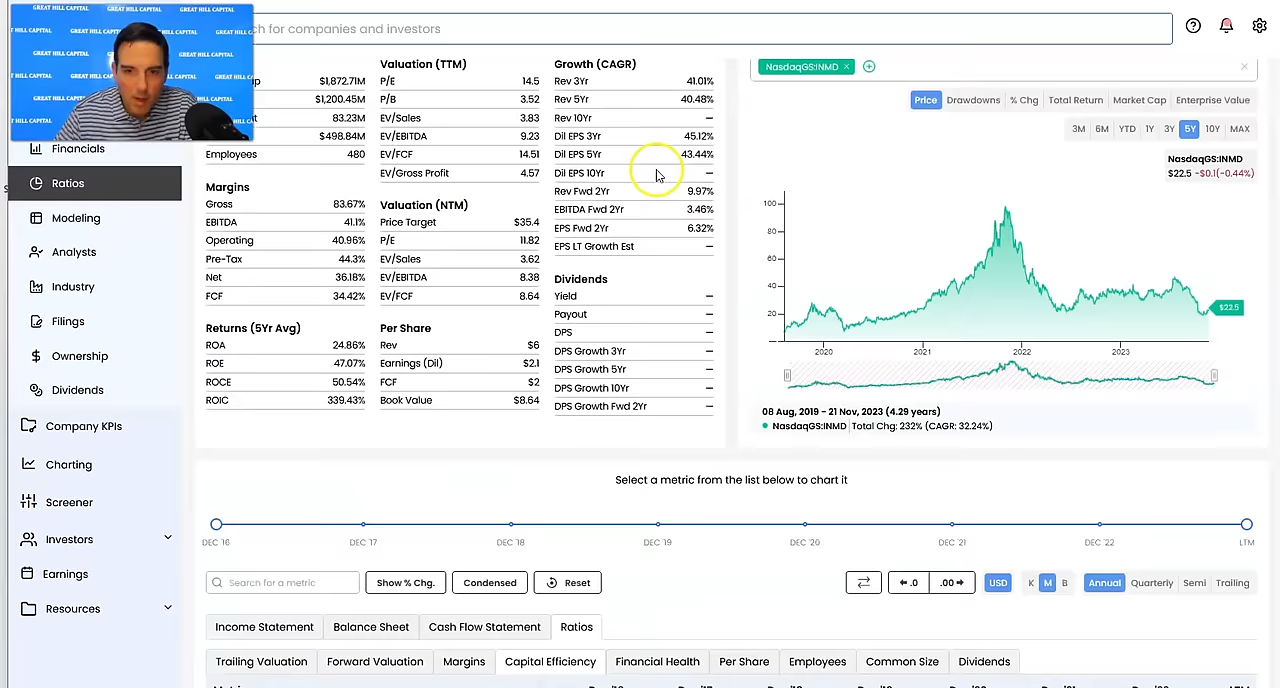 GREAT HILL CAPITAL
ch for companies and investors
Financials
Ratios
Modeling
Analysts
Industry
Filings
Ownership
Dividends
Company KPIs
Charting
Screener
Investors
Earnings
Resources
$1,872.71M
$1,200.45M
83.23M
$498.84M
Employees 480
Margins
Gross 83.67%
EBITDA 41.1%
Operating 40.96%
Pre-Tax 44.3%
Net 36.18%
FCF 34.42%
Returns (5Yr Avg)
ROA 24.86%
ROE 47.07%
ROCE 50.54%
ROIC 339.43%
Valuation (TTM)
P/E 14.5
P/B 3.52
EV/Sales 3.83
EV/EBITDA 9.23
EV/FCF 14.51
EV/Gross Profit 4.57
Valuation (NTM)
Price Target $35.4
P/E 11.82
EV/Sales 3.62
EV/EBITDA 8.38
EV/FCF 8.64
Per Share
Rev $6
Earnings (Dil) $2.1
FCF $2
Book Value $8.64
Growth (CAGR)
Rev 3Yr 41.01%
Rev 5Yr 40.48%
Rev 10Yr –
Dil EPS 3Yr 45.12%
Dil EPS 5Yr 43.44%
Dil EPS 10Yr –
Rev Fwd 2Yr 9.97%
EBITDA Fwd 2Yr 3.46%
EPS Fwd 2Yr 6.32%
EPS LT Growth Est –
Dividends
Yield –
Payout –
DPS –
DPS Growth 3Yr –
DPS Growth 5Yr –
DPS Growth 10Yr –
DPS Growth Fwd 2Yr –
NasdaqGS:INMD ×
Price Drawdowns % Chg Total Return Market Cap Enterprise Value
3M 6M YTD 1Y 3Y 5Y 10Y MAX
NasdaqGS:INMD
$22.5 -$0.1(-0.44%)
100
80
60
40
20
$22.5
2020 2021 2022 2023
08 Aug, 2019 - 21 Nov, 2023 (4.29 years)
NasdaqGS:INMD Total Chg: 232% (CAGR: 32.24%)
Select a metric from the list below to chart it
DEC '16 DEC '17 DEC '18 DEC '19 DEC '20 DEC '21 DEC '22 LTM
Search for a metric Show % Chg. Condensed Reset .0 .00 USD K M B Annual Quarterly Semi Trailing
Income Statement Balance Sheet Cash Flow Statement Ratios
Trailing Valuation Forward Valuation Margins Capital Efficiency Financial Health Per Share Employees Common Size Dividends